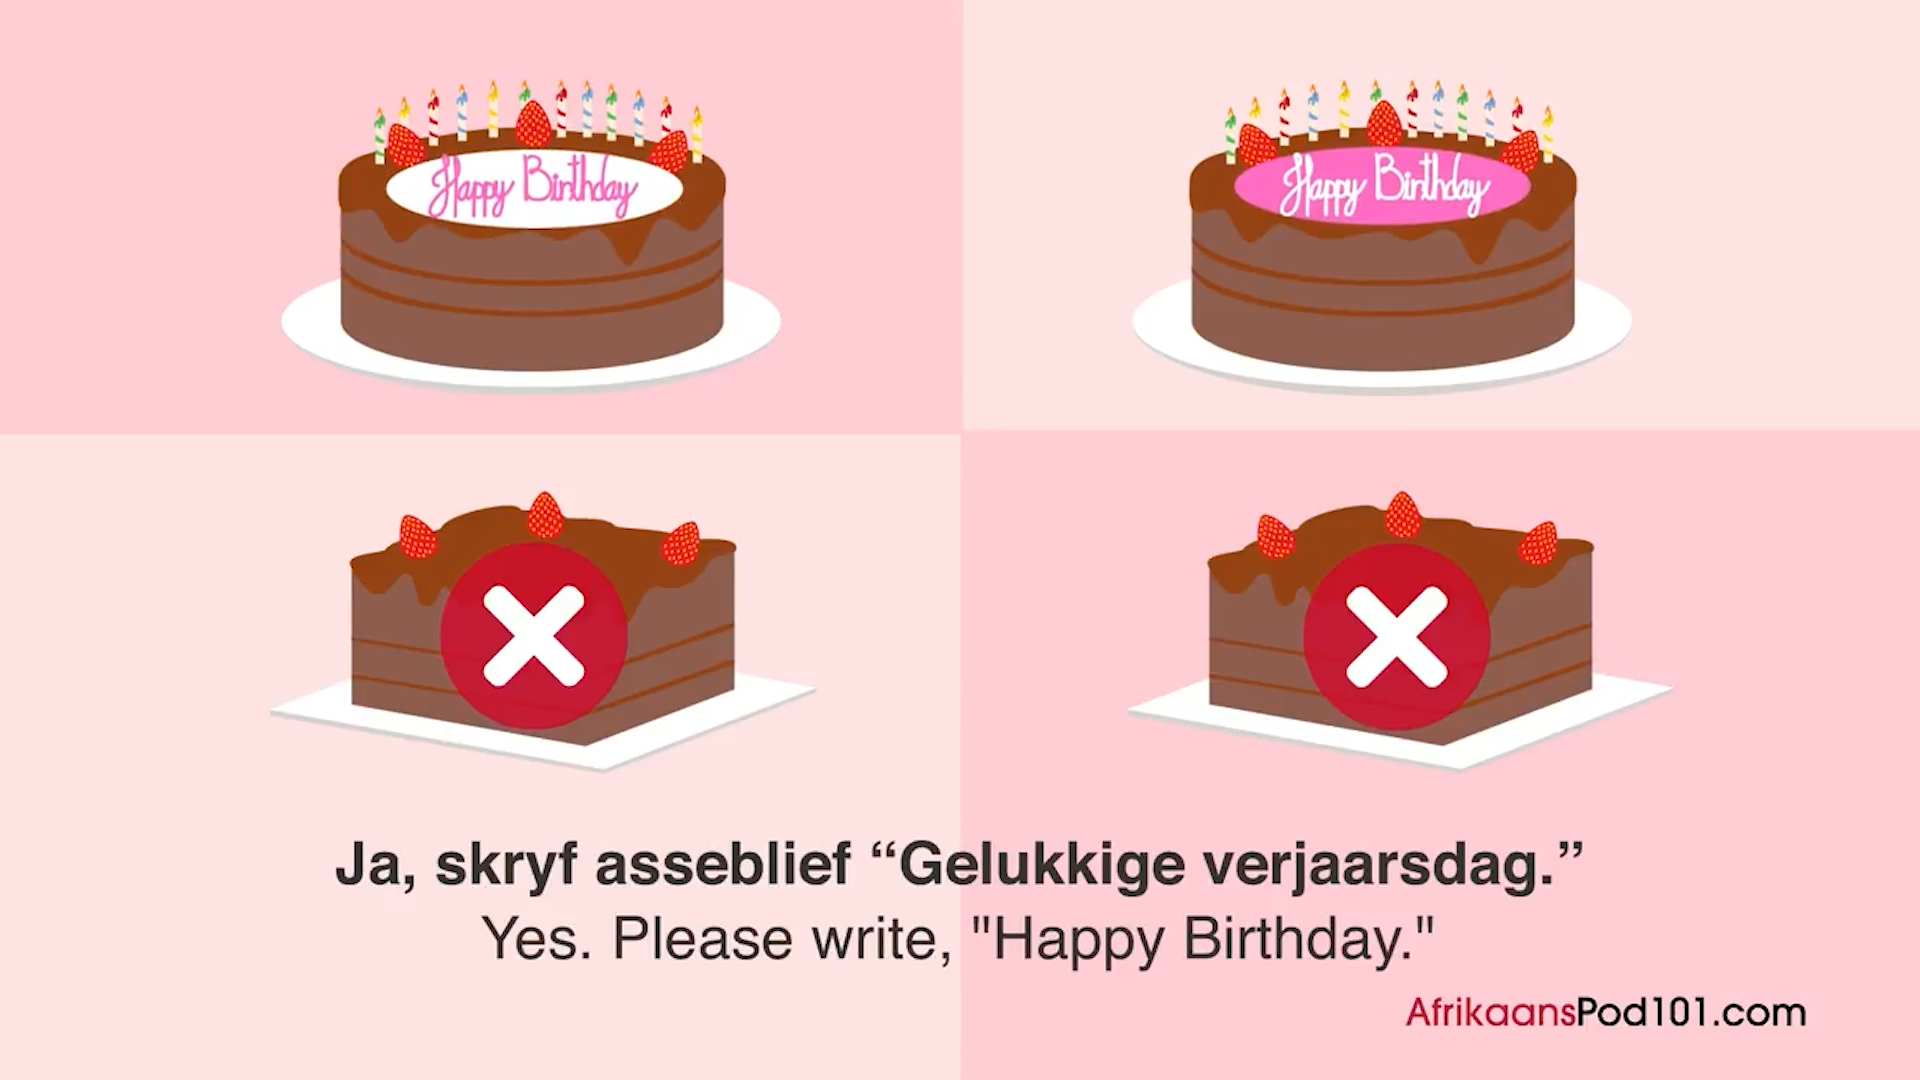 Happy Birthday
Happy Birthday
Ja, skryf asseblief “Gelukkige verjaarsdag.”
Yes. Please write, "Happy Birthday."
AfrikaansPod101.com